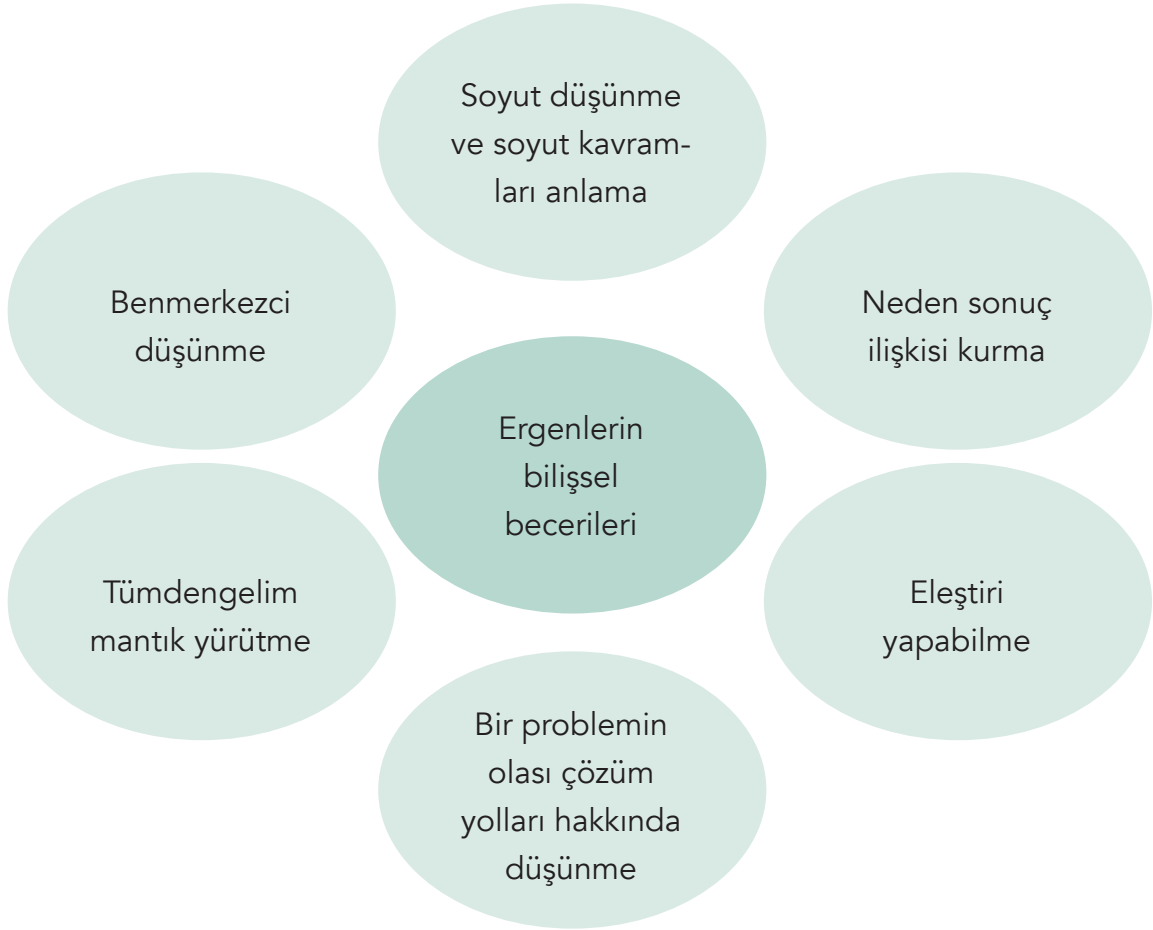 Soyut düşünme
ve soyut kavram-
ları anlama
Benmerkezci
düşünme
Neden sonuç
ilişkisi kurma
Ergenlerin
bilişsel
becerileri
Tümdengelim
mantık yürütme
Eleştiri
yapabilme
Bir problemin
olası çözüm
yolları hakkında
düşünme